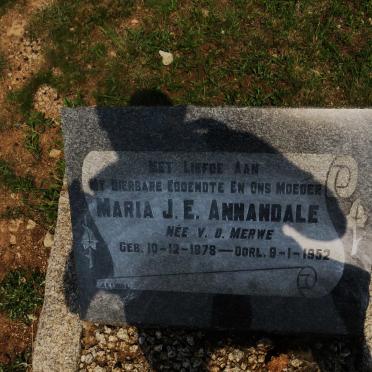 MET LIEFDE AAN
MY DIERBARE EGGENOTE EN ONS MOEDER
MARIA J. E. ANNANDALE
NÉE V. D. MERWE
GEB. 10-12-1878 — OORL. 9-1-1952